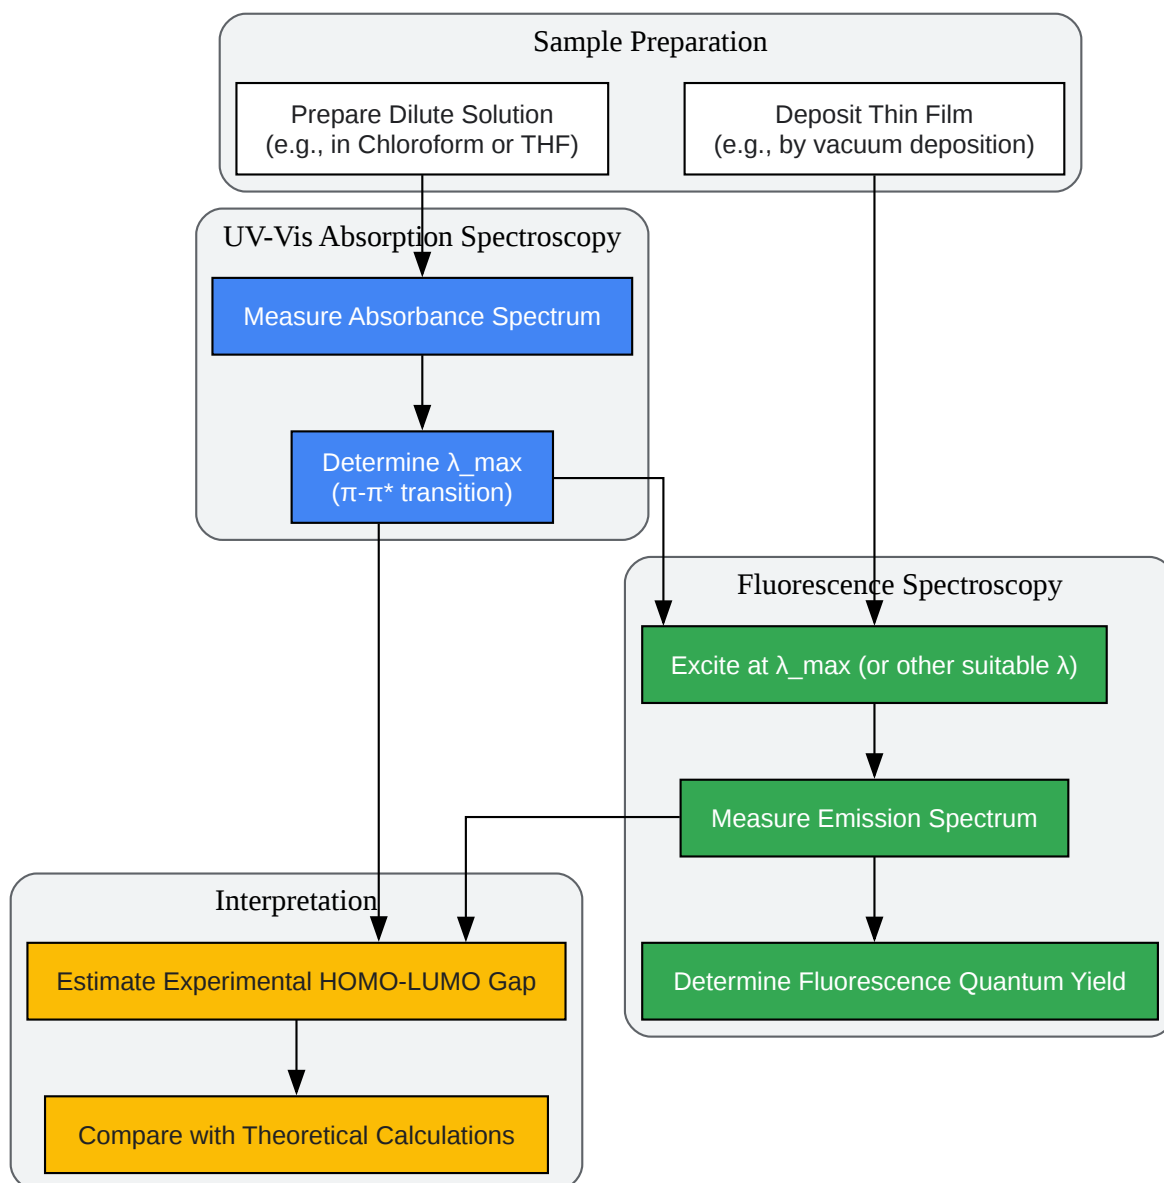 Sample Preparation
Prepare Dilute Solution
(e.g., in Chloroform or THF)
Deposit Thin Film
(e.g., by vacuum deposition)
UV-Vis Absorption Spectroscopy
Measure Absorbance Spectrum
Determine λ_max
(π-π* transition)
Fluorescence Spectroscopy
Excite at λ_max (or other suitable λ)
Measure Emission Spectrum
Determine Fluorescence Quantum Yield
Interpretation
Estimate Experimental HOMO-LUMO Gap
Compare with Theoretical Calculations